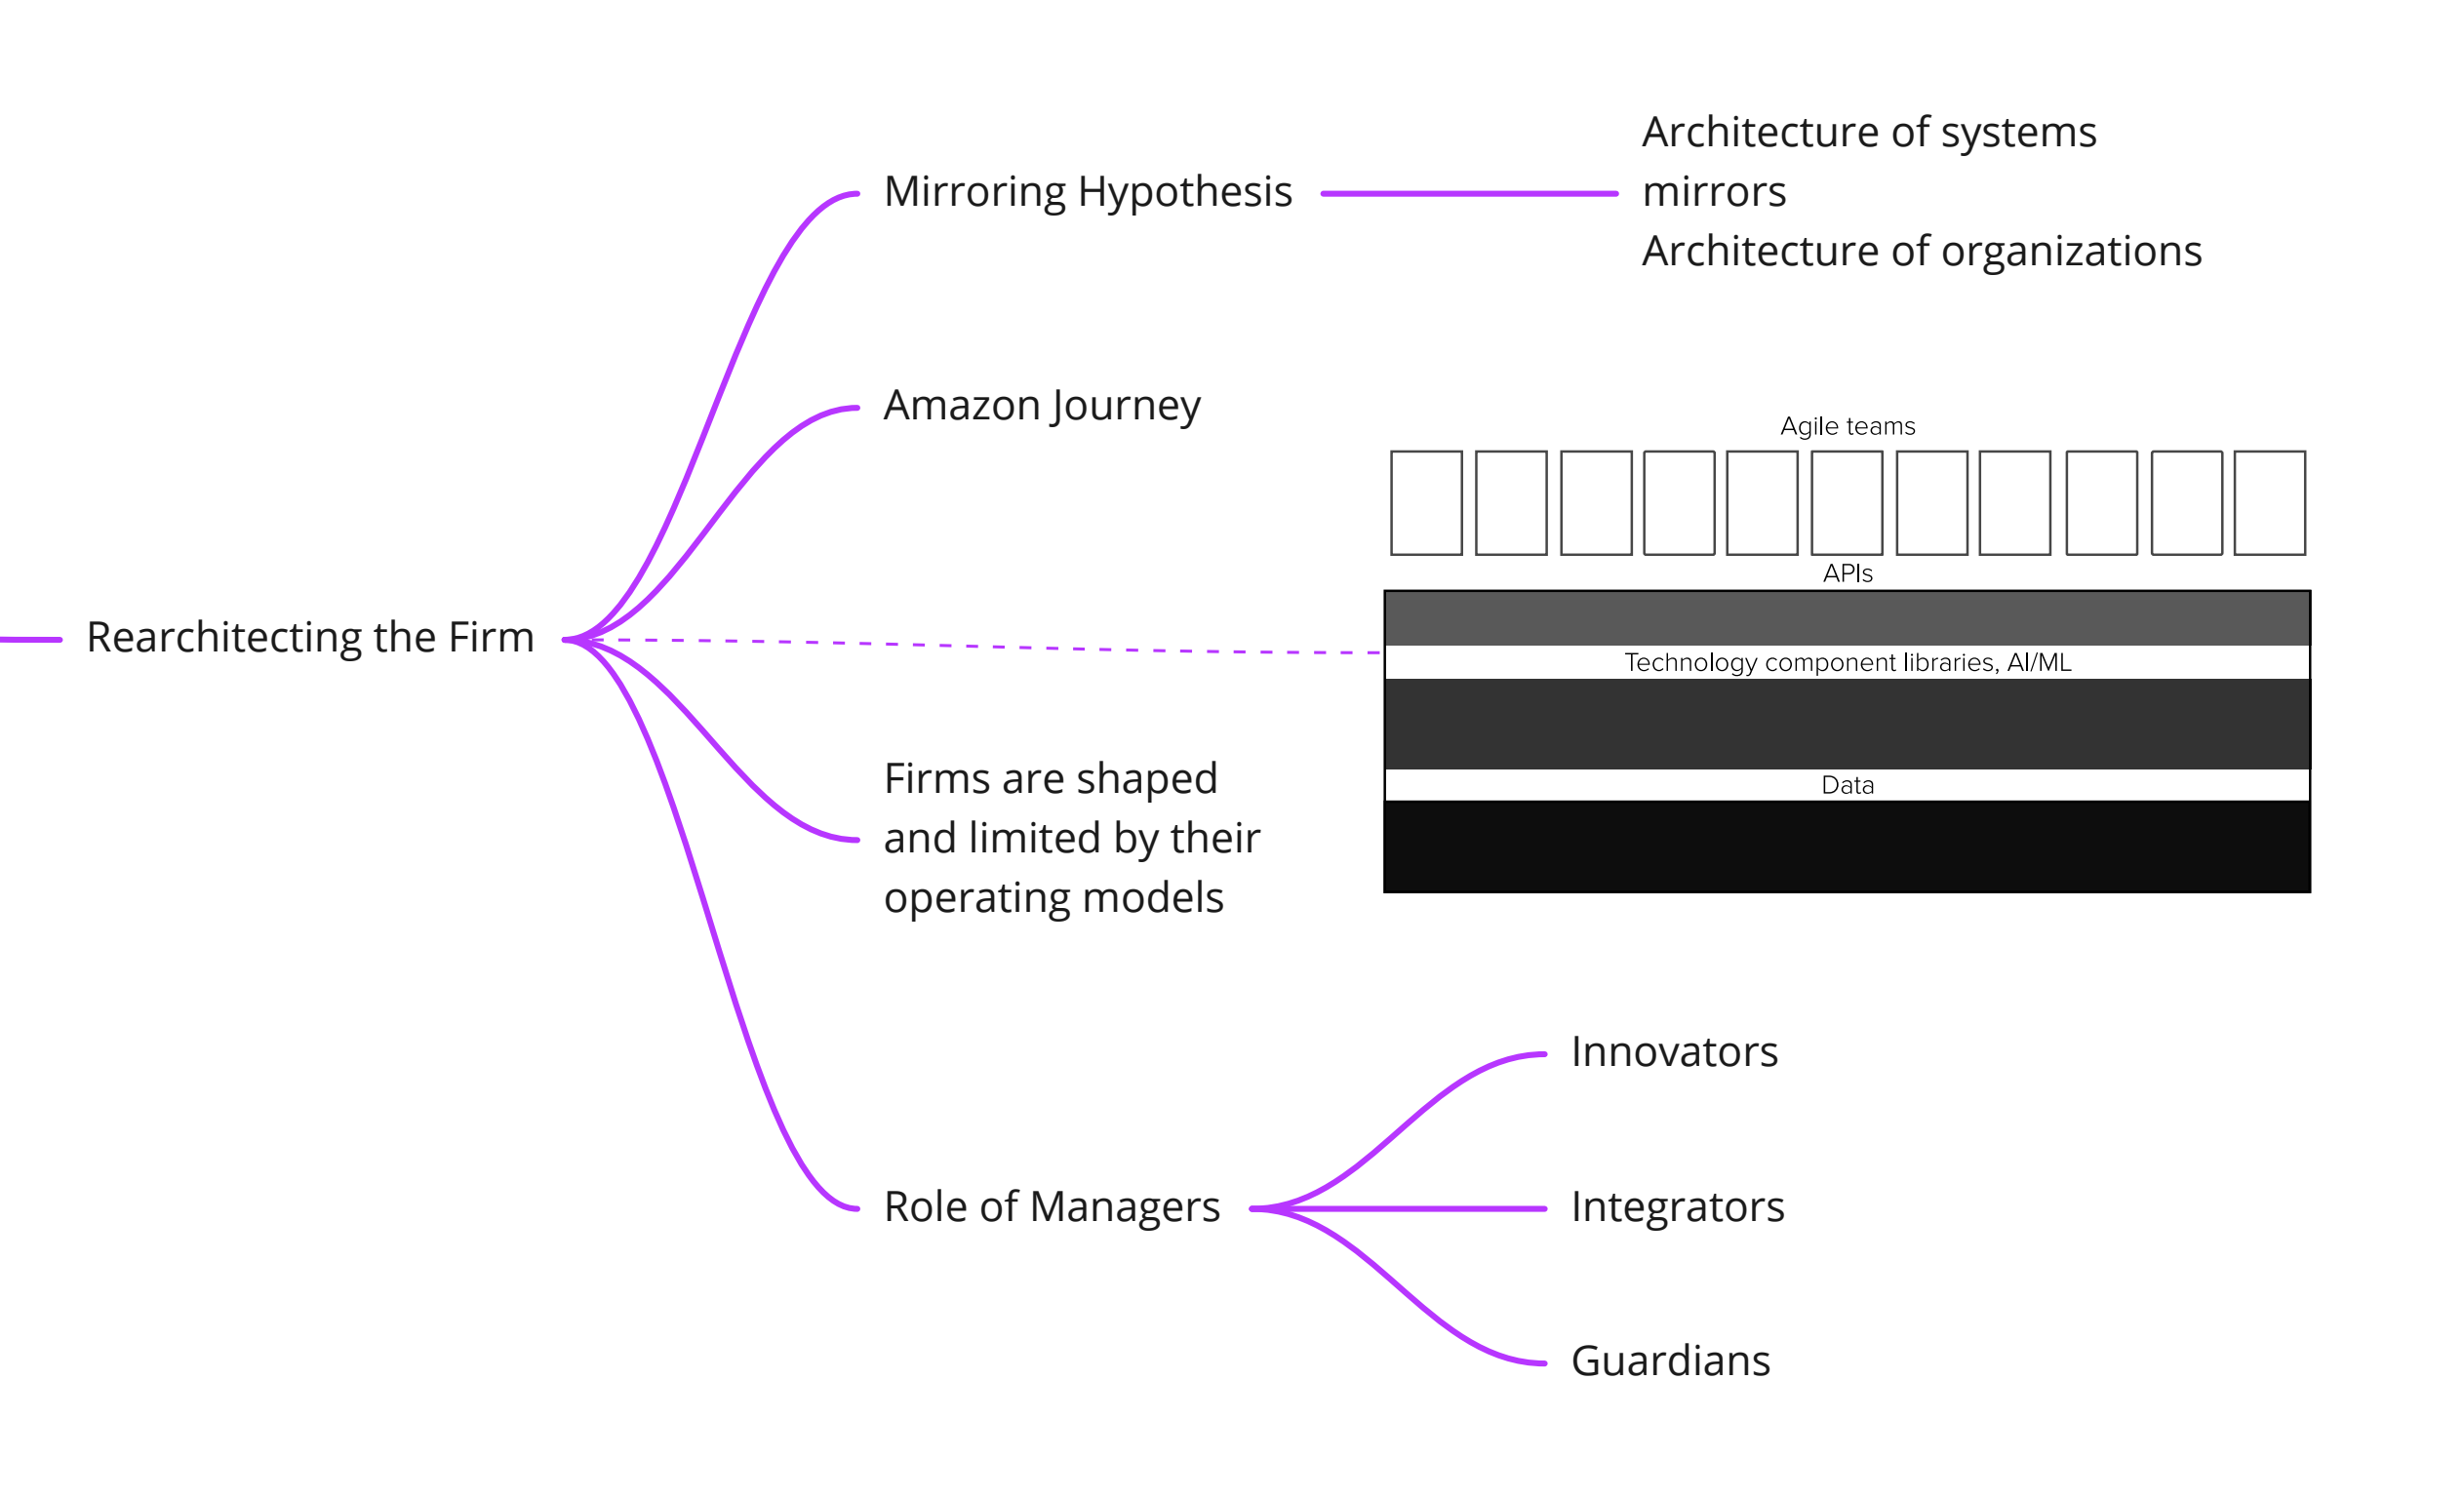 Rearchitecting the Firm
Mirroring Hypothesis
Architecture of systems
mirrors
Architecture of organizations
Amazon Journey
Agile teams
APIs
Technology component libraries, AI/ML
Data
Firms are shaped
and limited by their
operating models
Role of Managers
Innovators
Integrators
Guardians